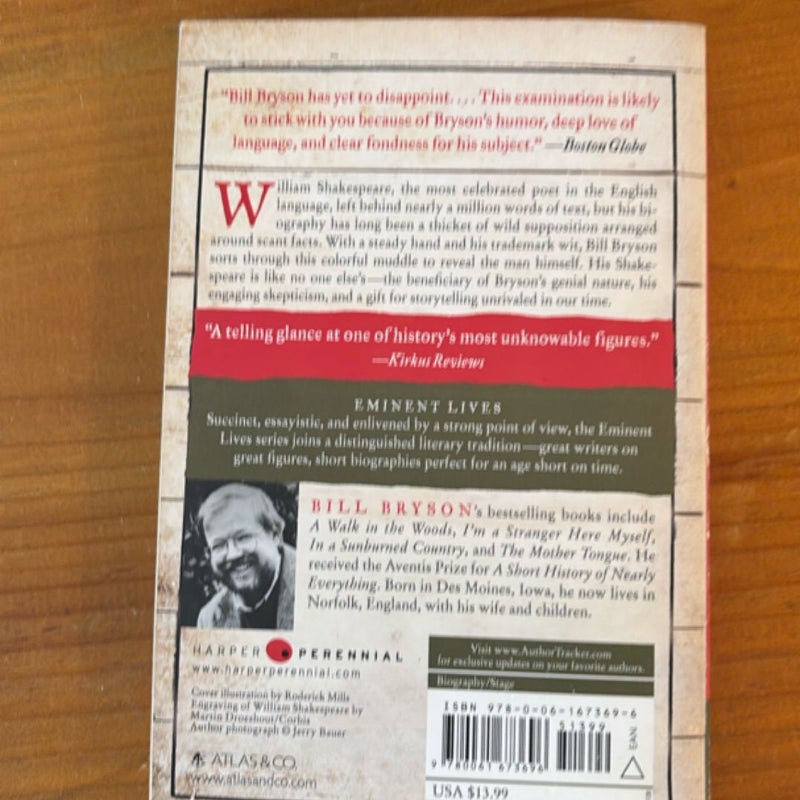 "Bill Bryson has yet to disappoint. . . . This examination is likely
to stick with you because of Bryson's humor, deep love of
language, and clear fondness for his subject." —Boston Globe
William Shakespeare, the most celebrated poet in the English
language, left behind nearly a million words of text, but his bi-
ography has long been a thicket of wild supposition arranged
around scant facts. With a steady hand and his trademark wit, Bill Bryson
sorts through this colorful muddle to reveal the man himself. His Shake-
speare is like no one else's—the beneficiary of Bryson's genial nature, his
engaging skepticism, and a gift for storytelling unrivaled in our time.
"A telling glance at one of history's most unknowable figures."
—Kirkus Reviews
EMINENT LIVES
Succinct, essayistic, and enlivened by a strong point of view, the Eminent
Lives series joins a distinguished literary tradition—great writers on
great figures, short biographies perfect for an age short on time.
BILL BRYSON's bestselling books include
A Walk in the Woods, I'm a Stranger Here Myself,
In a Sunburned Country, and The Mother Tongue. He
received the Aventis Prize for A Short History of Nearly
Everything. Born in Des Moines, Iowa, he now lives in
Norfolk, England, with his wife and children.
HARPER PERENNIAL
www.harperperennial.com
Cover illustration by Roderick Mills
Engraving of William Shakespeare by
Martin Droeshout/Corbis
Author photograph © Jerry Bauer
ATLAS & CO.
www.atlasandco.com
Visit www.AuthorTracker.com
for exclusive updates on your favorite authors.
Biography/Stage
ISBN 978-0-06-167369-6
51399
EAN
9 780061 673696
USA $13.99